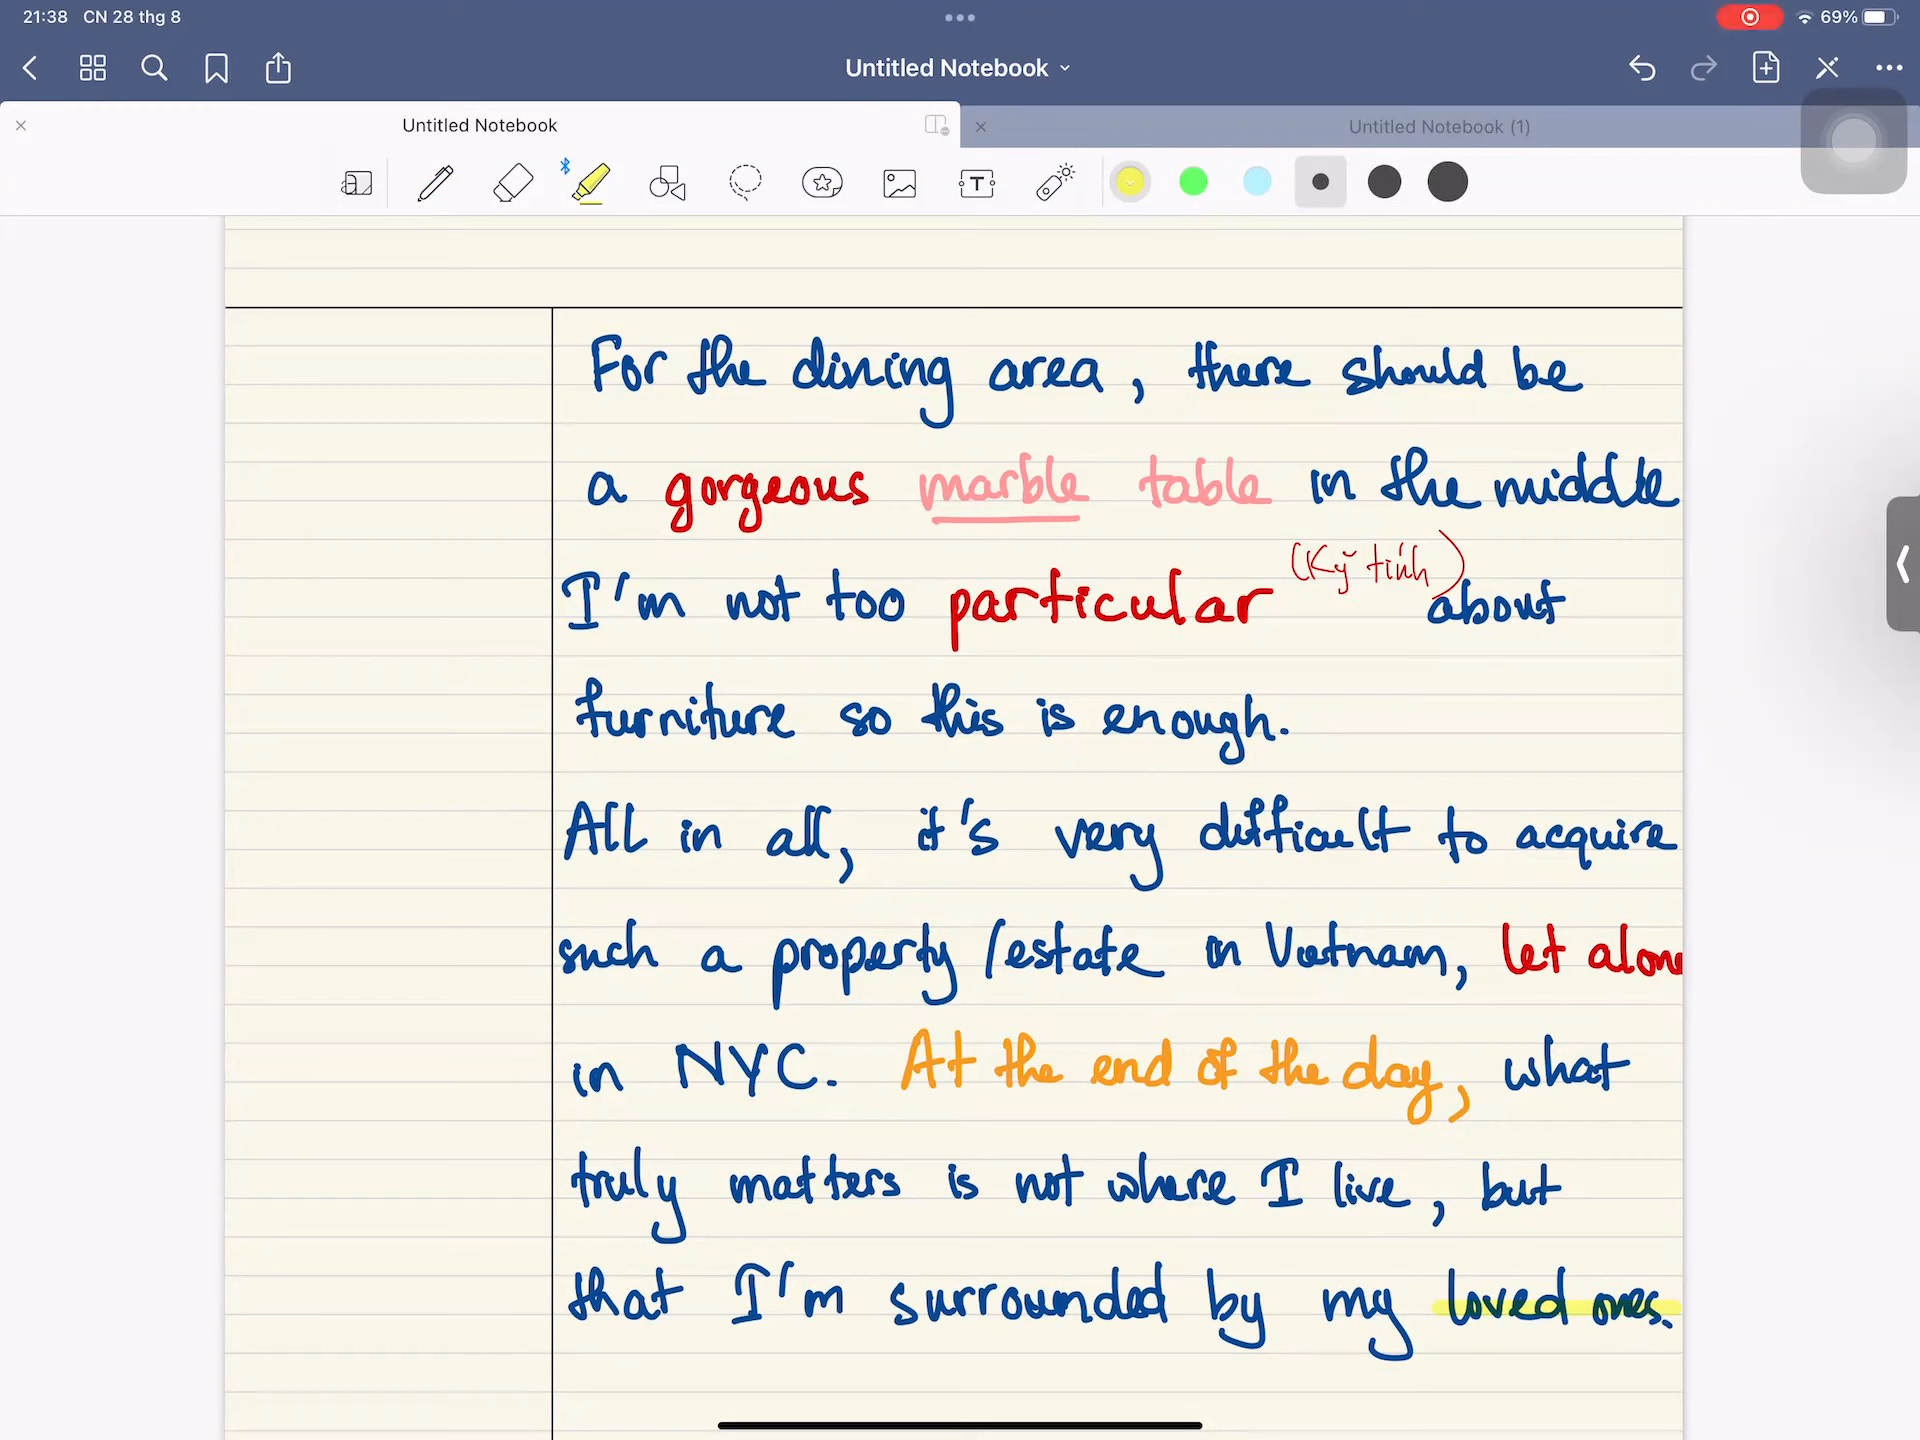 21:38 CN 28 thg 8
69%
Untitled Notebook
Untitled Notebook
Untitled Notebook (1)
For the dining area, there should be
a gorgeous marble table in the middle
(Kỹ tính)
I'm not too particular about
furniture so this is enough.
All in all, it's very difficult to acquire
such a property/estate in Vietnam, let alone
in NYC. At the end of the day, what
truly matters is not where I live, but
that I'm surrounded by my loved ones.